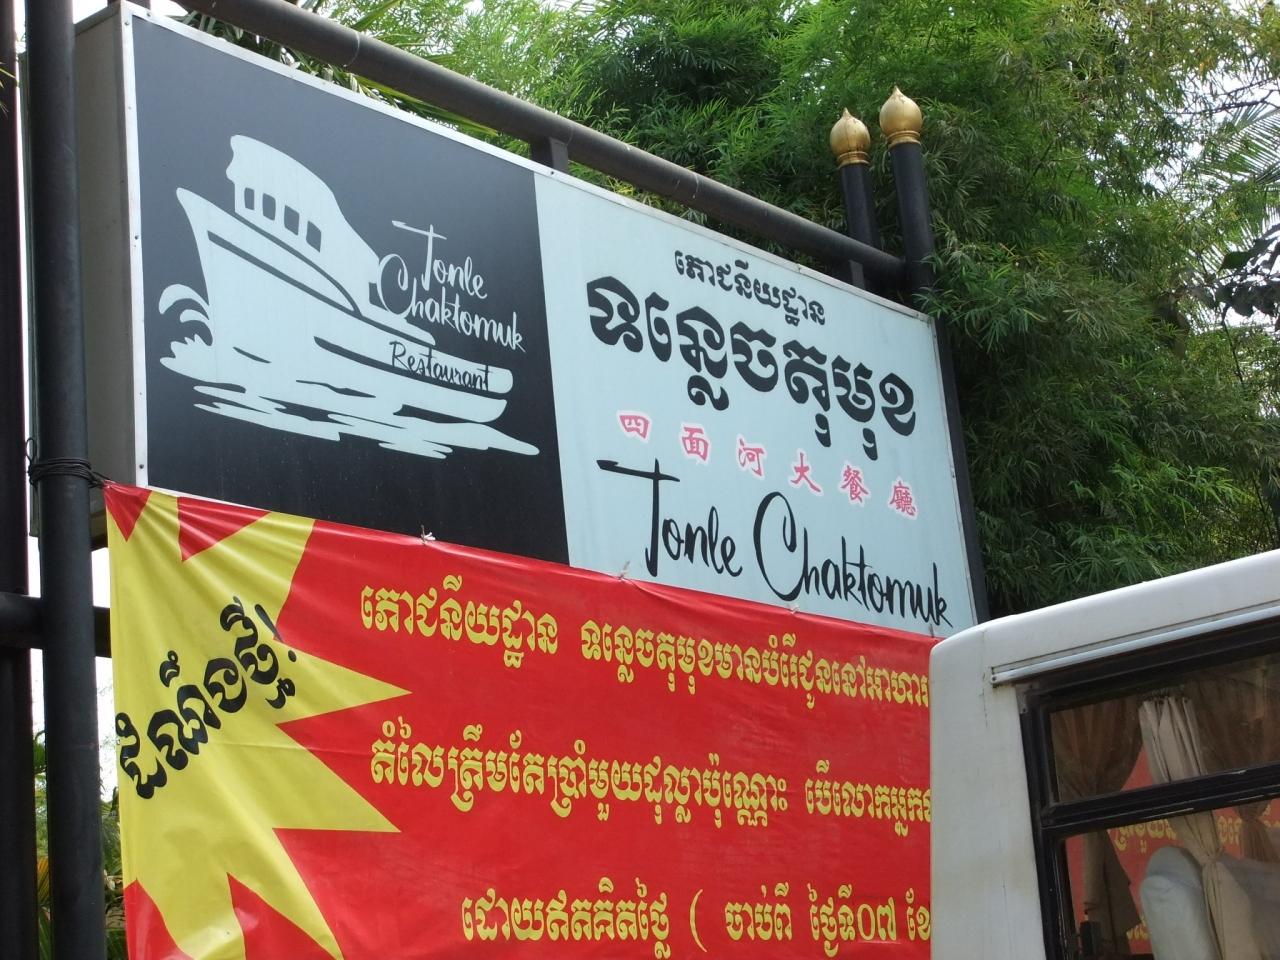 Tonle
Chaktomuk
Restaurant
ភោជនីយដ្ឋាន
ទន្លេចតុមុខ
四面河大餐廳
Tonle Chaktomuk
ដំណឹងថ្មី!
ភោជនីយដ្ឋាន ទន្លេចតុមុខមានបំរើជូននៅអាហារ
តំលៃត្រឹមតែប្រាំមួយដុល្លាប៉ុណ្ណោះ បើលោកអ្នក
ដោយឥតគិតថ្លៃ ( ចាប់ពី ថ្ងៃទី០៧ ខែ